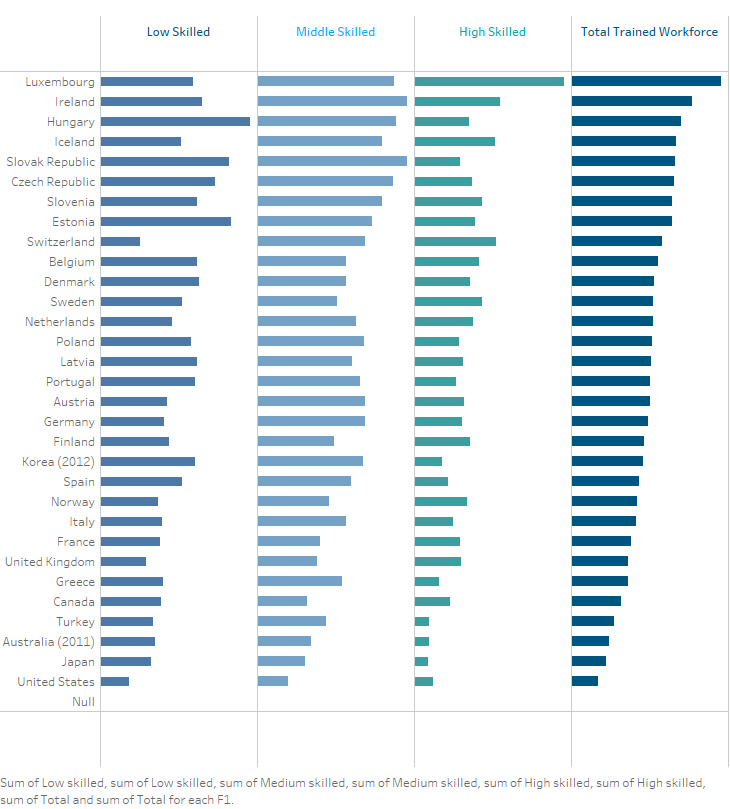 Low Skilled Middle Skilled High Skilled Total Trained Workforce
Luxembourg
Ireland
Hungary
Iceland
Slovak Republic
Czech Republic
Slovenia
Estonia
Switzerland
Belgium
Denmark
Sweden
Netherlands
Poland
Latvia
Portugal
Austria
Germany
Finland
Korea (2012)
Spain
Norway
Italy
France
United Kingdom
Greece
Canada
Turkey
Australia (2011)
Japan
United States
Null
Sum of Low skilled, sum of Low skilled, sum of Medium skilled, sum of Medium skilled, sum of High skilled, sum of High skilled,
sum of Total and sum of Total for each F1.